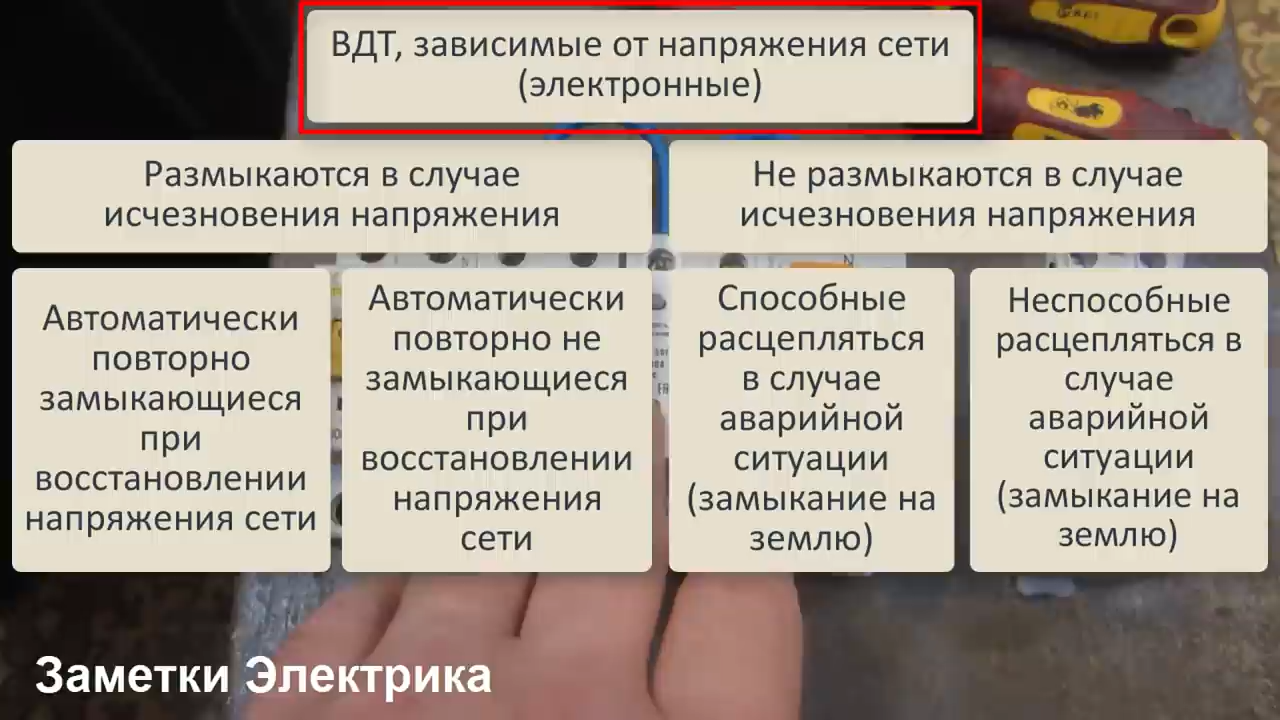 ВДТ, зависимые от напряжения сети
(электронные)
Размыкаются в случае
исчезновения напряжения
Не размыкаются в случае
исчезновения напряжения
Автоматически
повторно
замыкающиеся
при
восстановлении
напряжения сети
Автоматически
повторно не
замыкающиеся
при
восстановлении
напряжения
сети
Способные
расцепляться
в случае
аварийной
ситуации
(замыкание на
землю)
Неспособные
расцепляться в
случае
аварийной
ситуации
(замыкание на
землю)
Заметки Электрика